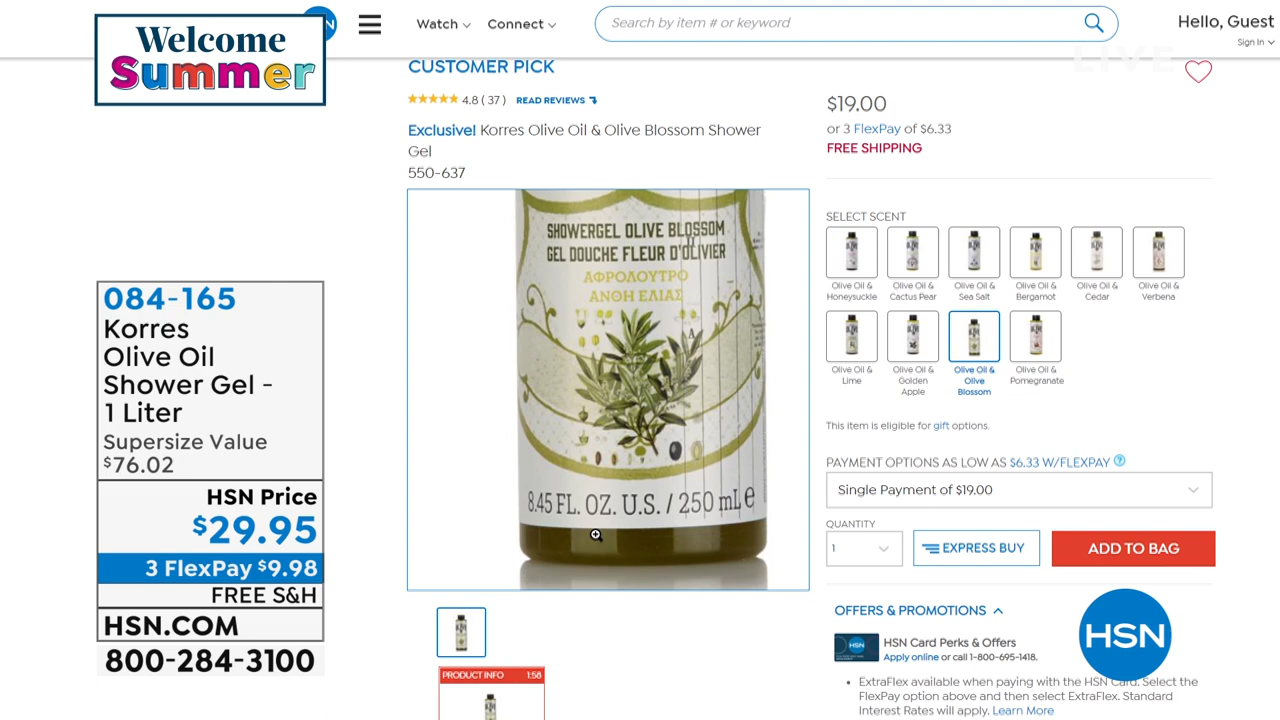 Welcome
Summer
Watch
Connect
Search by item # or keyword
Hello, Guest
Sign In
LIVE
CUSTOMER PICK
4.8 ( 37 ) READ REVIEWS
Exclusive! Korres Olive Oil & Olive Blossom Shower
Gel
550-637
SHOWERGEL OLIVE BLOSSOM
GEL DOUCHE FLEUR D'OLIVIER
ΑΦΡΟΛΟΥΤΡΟ
ΑΝΘΗ ΕΛΙΑΣ
8.45 FL. OZ. U.S. / 250 mL e
PRODUCT INFO 1:58
$19.00
or 3 FlexPay of $6.33
FREE SHIPPING
SELECT SCENT
Olive Oil &
Honeysuckle
Olive Oil &
Cactus Pear
Olive Oil &
Sea Salt
Olive Oil &
Bergamot
Olive Oil &
Cedar
Olive Oil &
Verbena
Olive Oil &
Lime
Olive Oil &
Golden
Apple
Olive Oil &
Olive
Blossom
Olive Oil &
Pomegranate
This item is eligible for gift options.
PAYMENT OPTIONS AS LOW AS $6.33 W/FLEXPAY ?
Single Payment of $19.00
QUANTITY
1
EXPRESS BUY
ADD TO BAG
OFFERS & PROMOTIONS
HSN
HSN Card Perks & Offers
Apply online or call 1-800-695-1418.
HSN
• ExtraFlex available when paying with the HSN Card. Select the
FlexPay option above and then select ExtraFlex. Standard
Interest Rates will apply. Learn More
084-165
Korres
Olive Oil
Shower Gel -
1 Liter
Supersize Value
$76.02
HSN Price
$29.95
3 FlexPay $9.98
FREE S&H
HSN.COM
800-284-3100